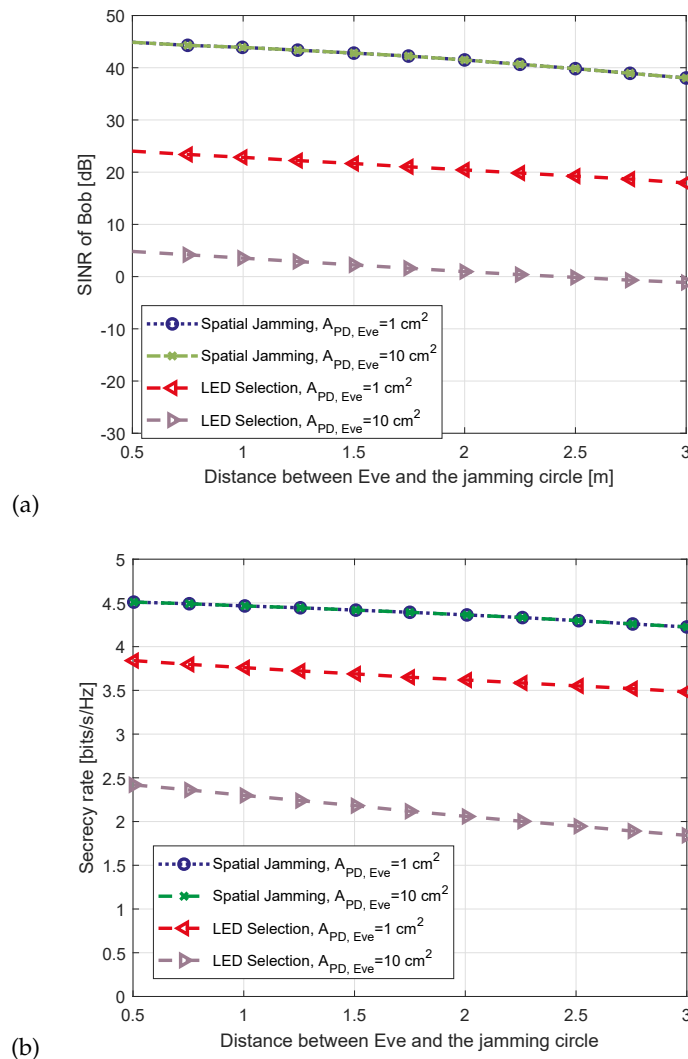 50
40
30
20
10
0
-10
-20
-30
SINR of Bob [dB]
Spatial Jamming, A_PD, Eve=1 cm²
Spatial Jamming, A_PD, Eve=10 cm²
LED Selection, A_PD, Eve=1 cm²
LED Selection, A_PD, Eve=10 cm²
0.5 1 1.5 2 2.5 3
Distance between Eve and the jamming circle [m]
(a)
5
4.5
4
3.5
3
2.5
2
1.5
1
0.5
0
Secrecy rate [bits/s/Hz]
Spatial Jamming, A_PD, Eve=1 cm²
Spatial Jamming, A_PD, Eve=10 cm²
LED Selection, A_PD, Eve=1 cm²
LED Selection, A_PD, Eve=10 cm²
0.5 1 1.5 2 2.5 3
Distance between Eve and the jamming circle
(b)